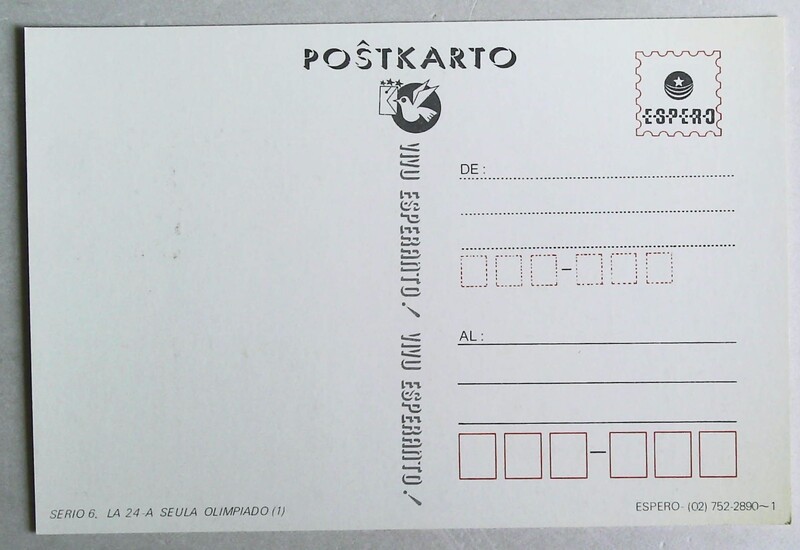 POŜTKARTO
ESPERO
VIVU ESPERANTO! VIVU ESPERANTO!
DE :
AL :
SERIO 6. LA 24-A SEULA OLIMPIADO (1)
ESPERO- (02) 752-2890~1